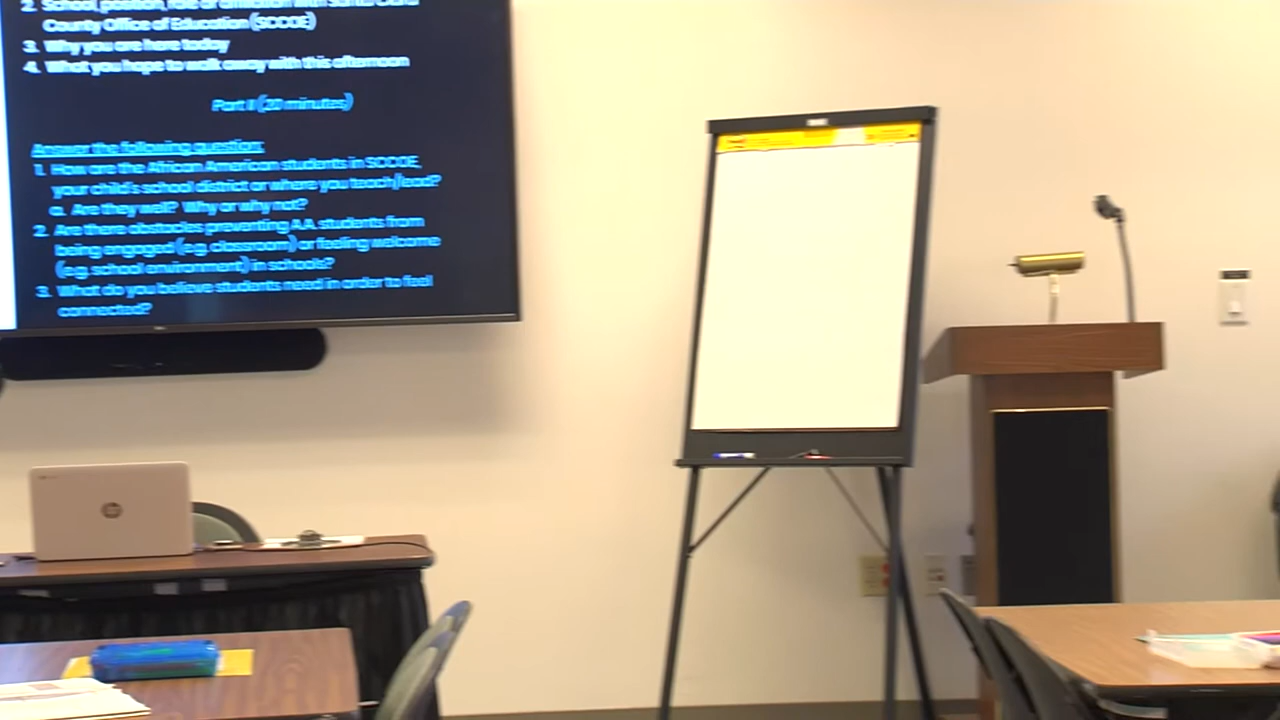 2. School, position, role or affiliation with Santa Clara
County Office of Education (SCCOE)
3. Why you are here today
4. What you hope to walk away with this afternoon
Part II (20 minutes)
Answer the following question:
1. How are the African American students in SCCOE,
your child's school district or where you teach/lead?
a. Are they well? Why or why not?
2. Are there obstacles preventing A.A. students from
being engaged (e.g. classroom) or feeling welcome
(e.g. school environment) in schools?
3. What do you believe students need in order to feel
connected?
hp